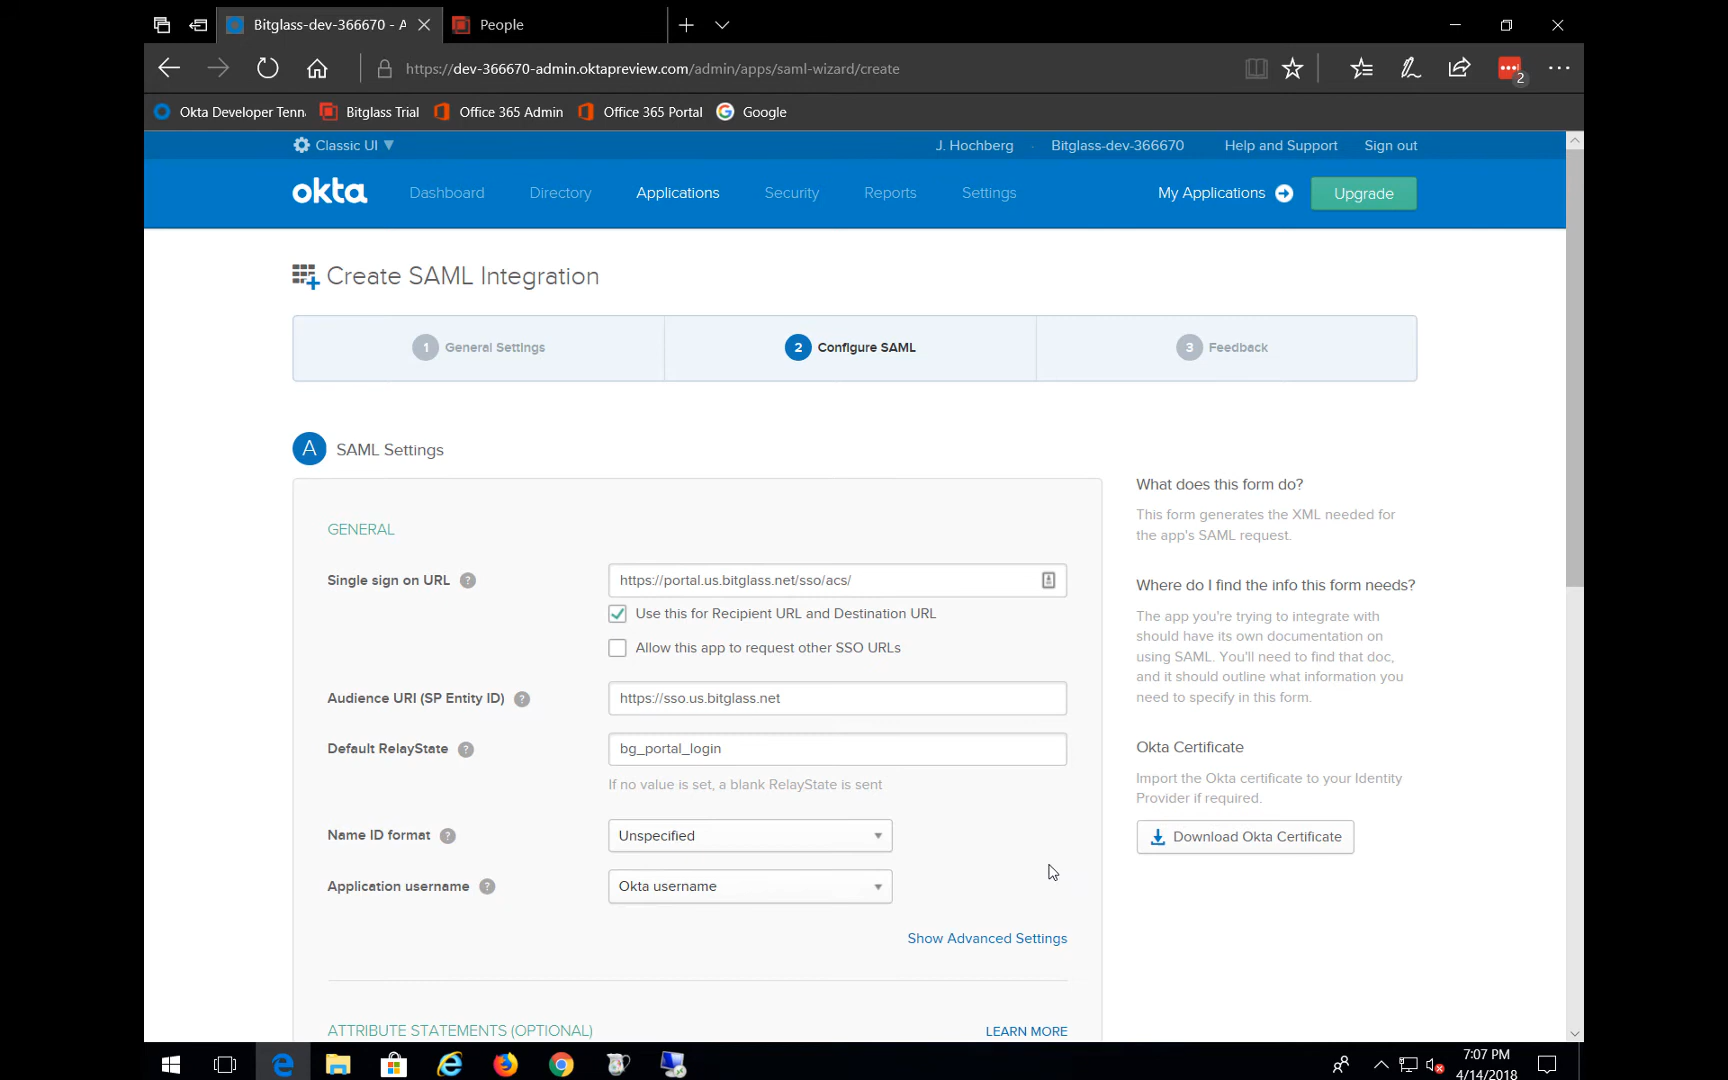 Bitglass-dev-366670 - A
People
https://dev-366670-admin.oktapreview.com/admin/apps/saml-wizard/create
2
Okta Developer Tenn
Bitglass Trial
Office 365 Admin
Office 365 Portal
Google
Classic UI
J. Hochberg
Bitglass-dev-366670
Help and Support
Sign out
okta
Dashboard
Directory
Applications
Security
Reports
Settings
My Applications
Upgrade
Create SAML Integration
1 General Settings
2 Configure SAML
3 Feedback
A SAML Settings
GENERAL
Single sign on URL ?
https://portal.us.bitglass.net/sso/acs/
Use this for Recipient URL and Destination URL
Allow this app to request other SSO URLs
Audience URI (SP Entity ID) ?
https://sso.us.bitglass.net
Default RelayState ?
bg_portal_login
If no value is set, a blank RelayState is sent
Name ID format ?
Unspecified
Application username ?
Okta username
Show Advanced Settings
ATTRIBUTE STATEMENTS (OPTIONAL)
LEARN MORE
What does this form do?
This form generates the XML needed for
the app's SAML request.
Where do I find the info this form needs?
The app you're trying to integrate with
should have its own documentation on
using SAML. You'll need to find that doc,
and it should outline what information you
need to specify in this form.
Okta Certificate
Import the Okta certificate to your Identity
Provider if required.
Download Okta Certificate
7:07 PM
4/14/2018